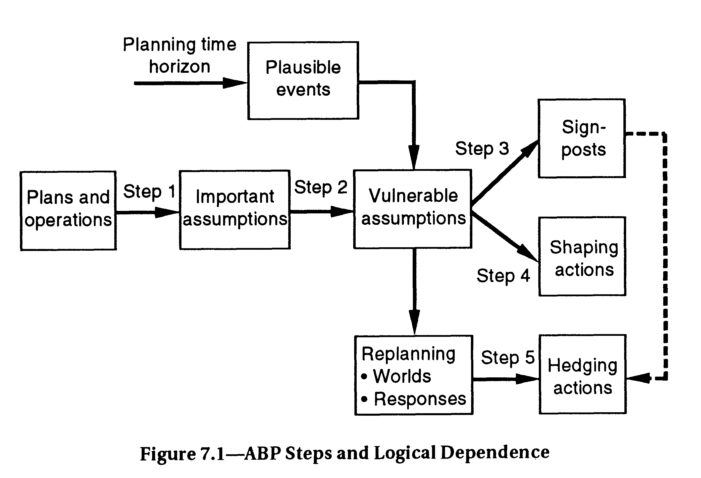 Planning time
horizon
Plausible
events
Step 3
Sign-
posts
Plans and
operations
Step 1
Important
assumptions
Step 2
Vulnerable
assumptions
Step 4
Shaping
actions
Replanning
• Worlds
• Responses
Step 5
Hedging
actions
Figure 7.1—ABP Steps and Logical Dependence